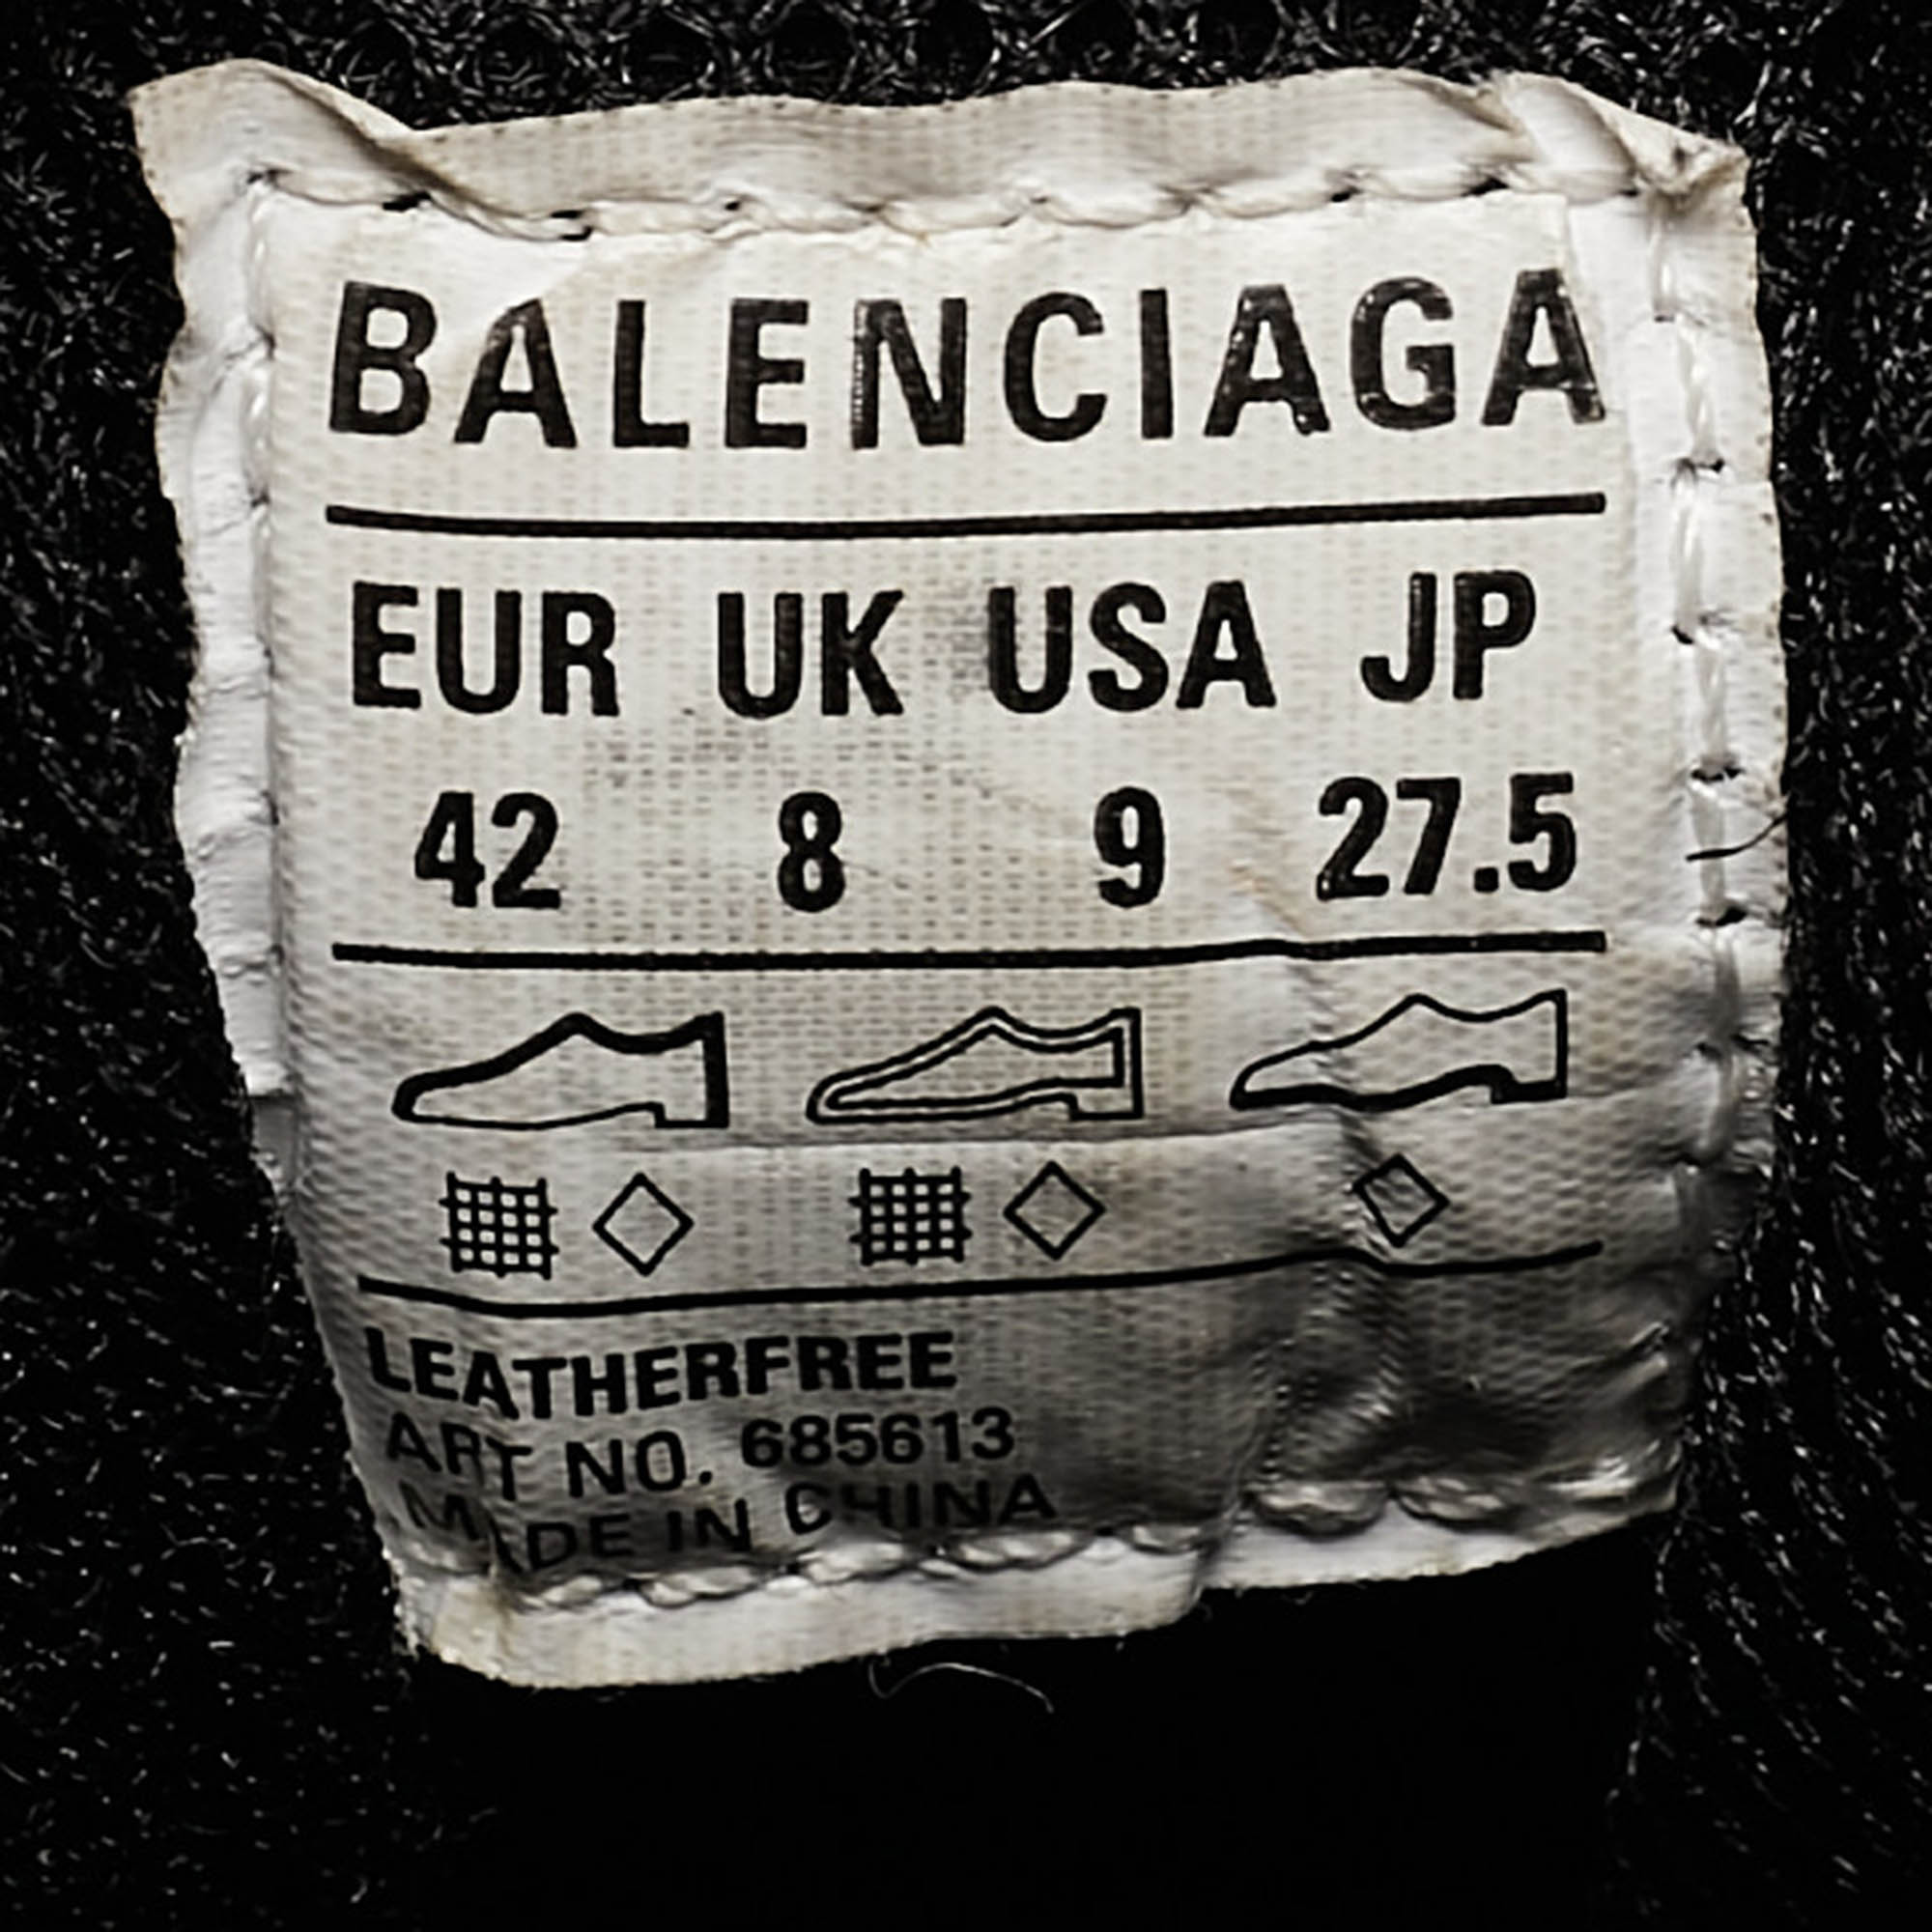 BALENCIAGA
EUR UK USA JP
42 8 9 27.5
LEATHERFREE
ART NO. 685613
MADE IN CHINA